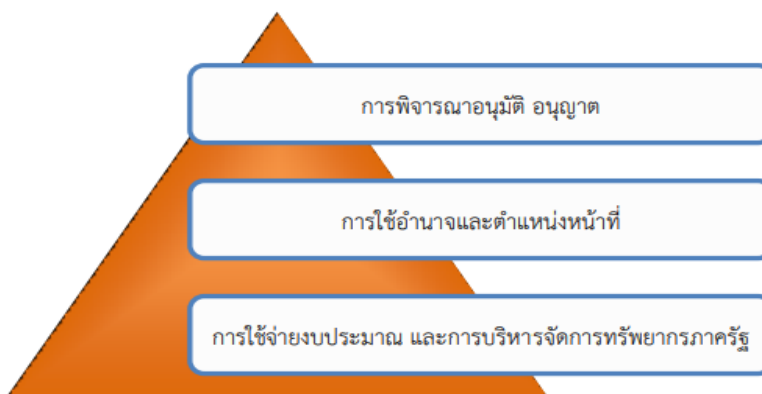 การพิจารณาอนุมัติ อนุญาต
การใช้อำนาจและตำแหน่งหน้าที่
การใช้จ่ายงบประมาณ และการบริหารจัดการทรัพยากรภาครัฐ